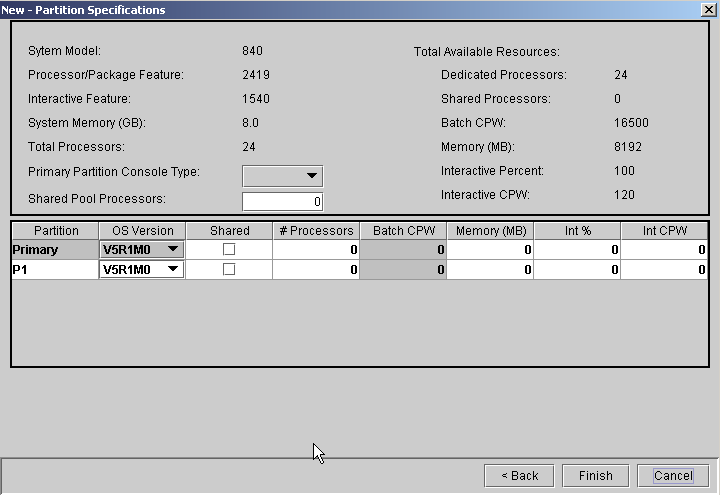 New - Partition Specifications
Sytem Model: 840
Processor/Package Feature: 2419
Interactive Feature: 1540
System Memory (GB): 8.0
Total Processors: 24
Primary Partition Console Type:
Shared Pool Processors: 0
Total Available Resources:
Dedicated Processors: 24
Shared Processors: 0
Batch CPW: 16500
Memory (MB): 8192
Interactive Percent: 100
Interactive CPW: 120
Partition OS Version Shared # Processors Batch CPW Memory (MB) Int % Int CPW
Primary V5R1M0 0 0 0 0 0
P1 V5R1M0 0 0 0 0 0
< Back Finish Cancel